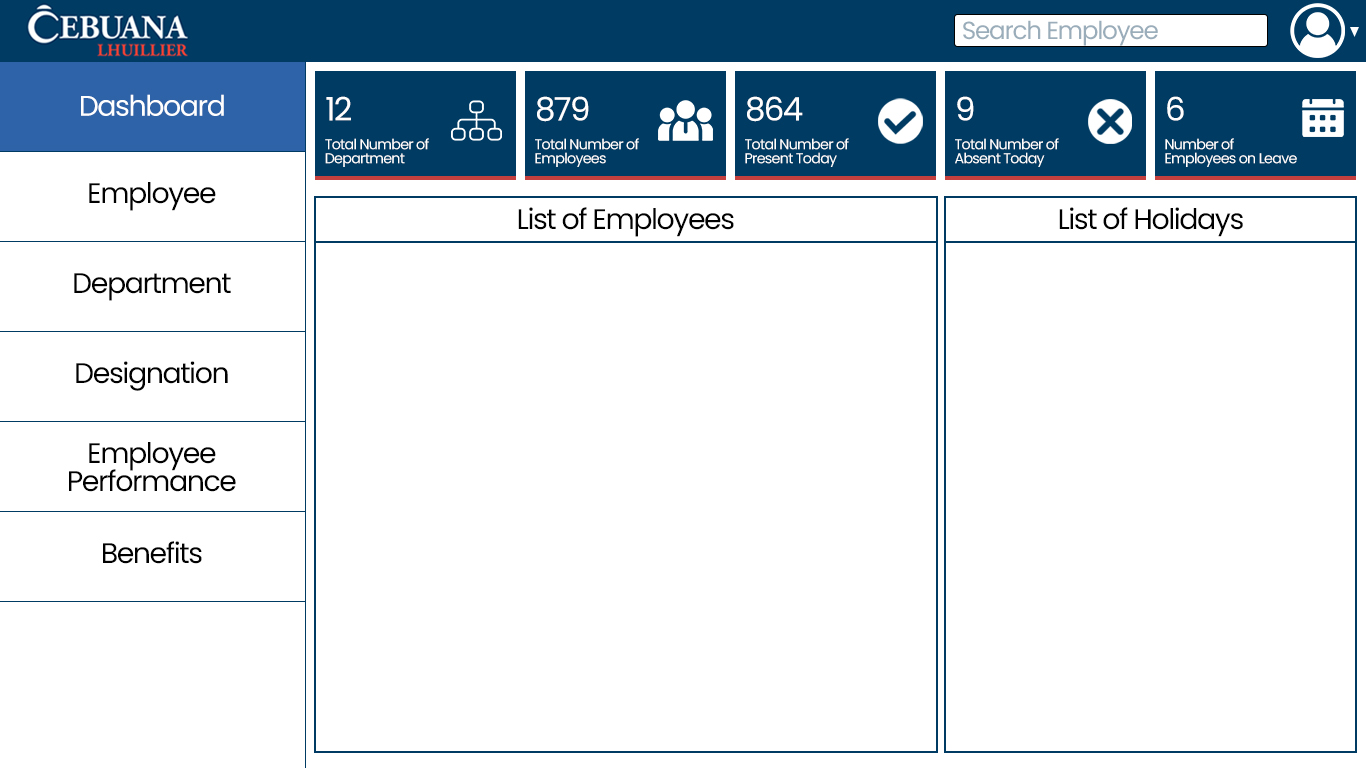 CEBUANA
LHUILLIER
Search Employee
Dashboard
Employee
Department
Designation
Employee
Performance
Benefits
12
Total Number of
Department
879
Total Number of
Employees
864
Total Number of
Present Today
9
Total Number of
Absent Today
6
Number of
Employees on Leave
List of Employees
List of Holidays